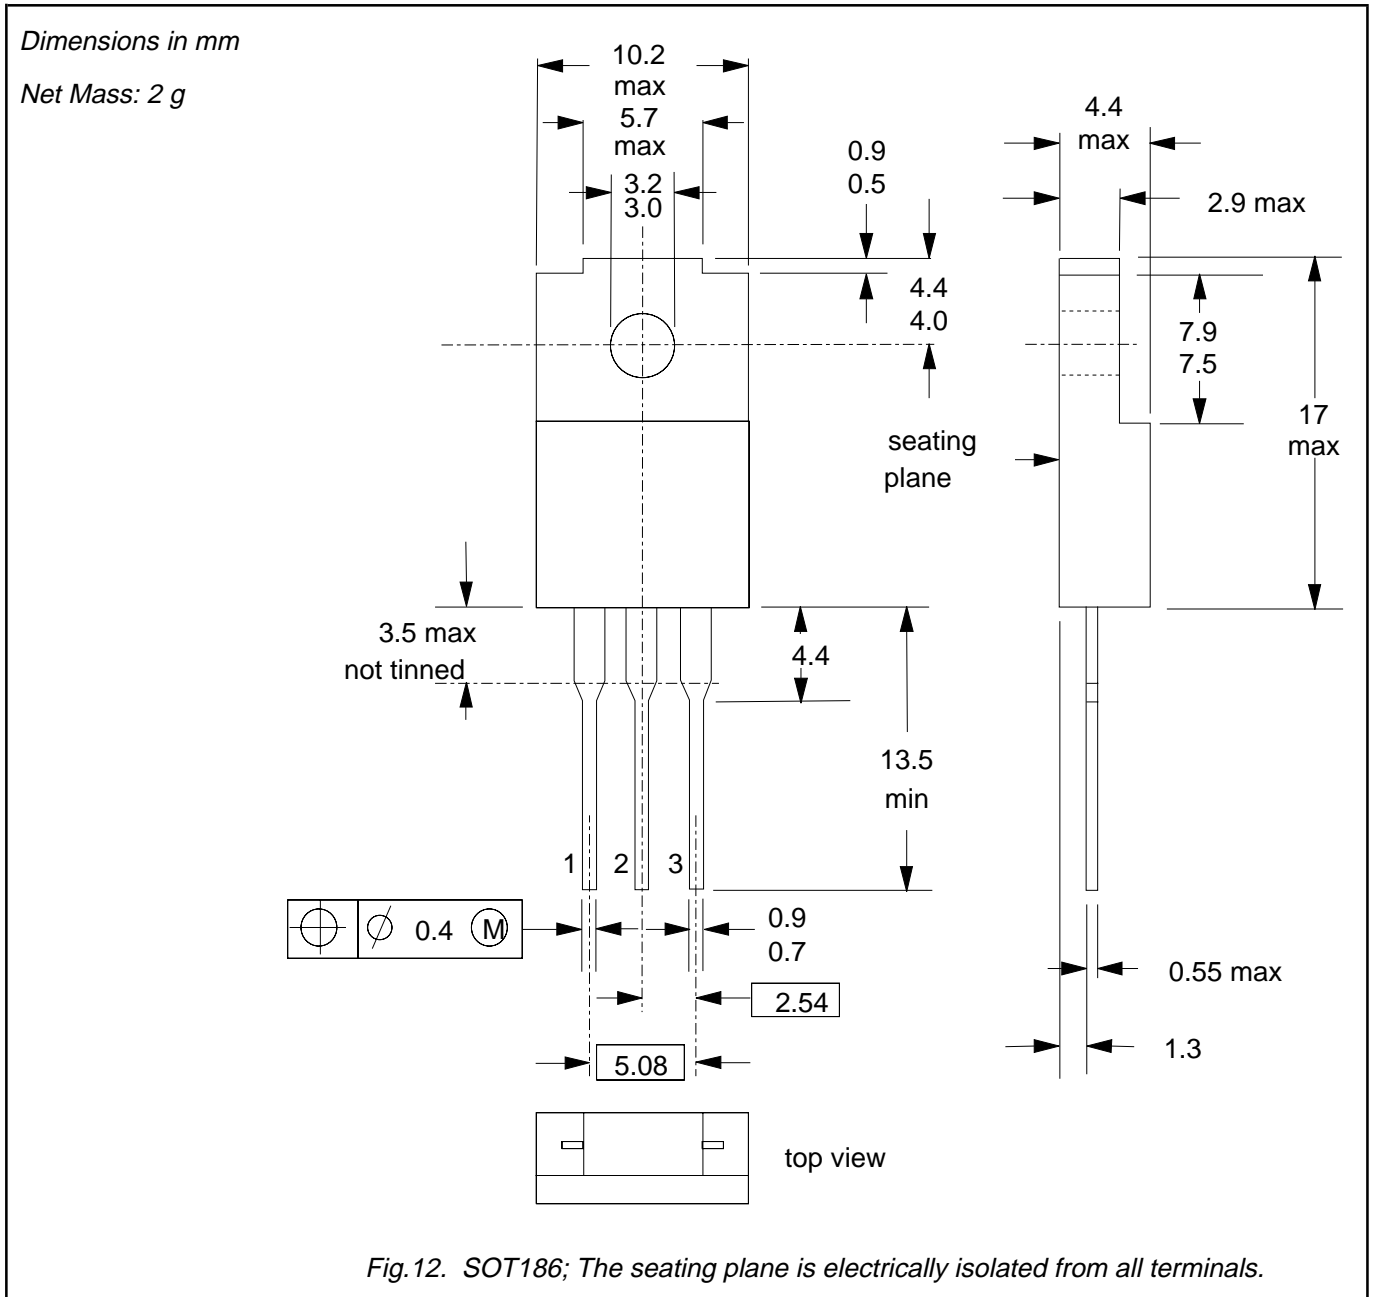 Dimensions in mm
Net Mass: 2 g
10.2
max
5.7
max
3.2
3.0
0.9
0.5
4.4
4.0
4.4
max
2.9 max
7.9
7.5
17
max
seating
plane
3.5 max
not tinned
4.4
13.5
min
1 2 3
0.4 M
0.9
0.7
2.54
5.08
0.55 max
1.3
top view
Fig.12. SOT186; The seating plane is electrically isolated from all terminals.